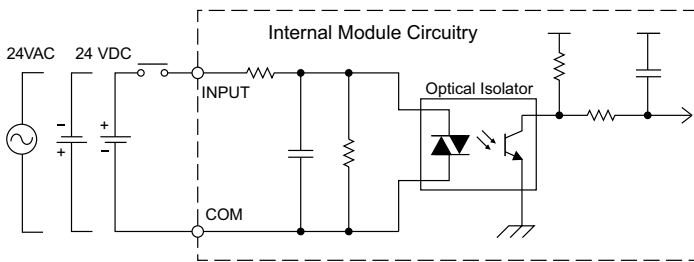 Internal Module Circuitry
24VAC
24 VDC
INPUT
Optical Isolator
− +
+ −
COM